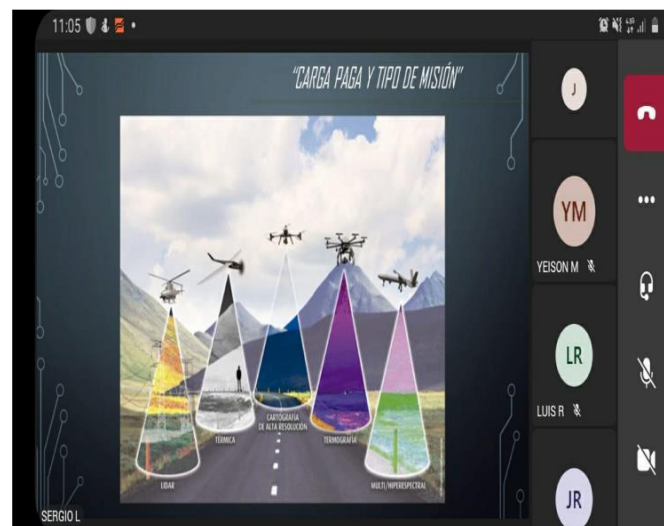 11:05
"CARGA PAGA Y TIPO DE MISIÓN"
J
YM
YEISON M
LR
LUIS R
JR
LIDAR
TÉRMICA
CARTOGRAFÍA
DE ALTA RESOLUCIÓN
TERMOGRAFÍA
MULTI/HIPERESPECTRAL
SERGIO L